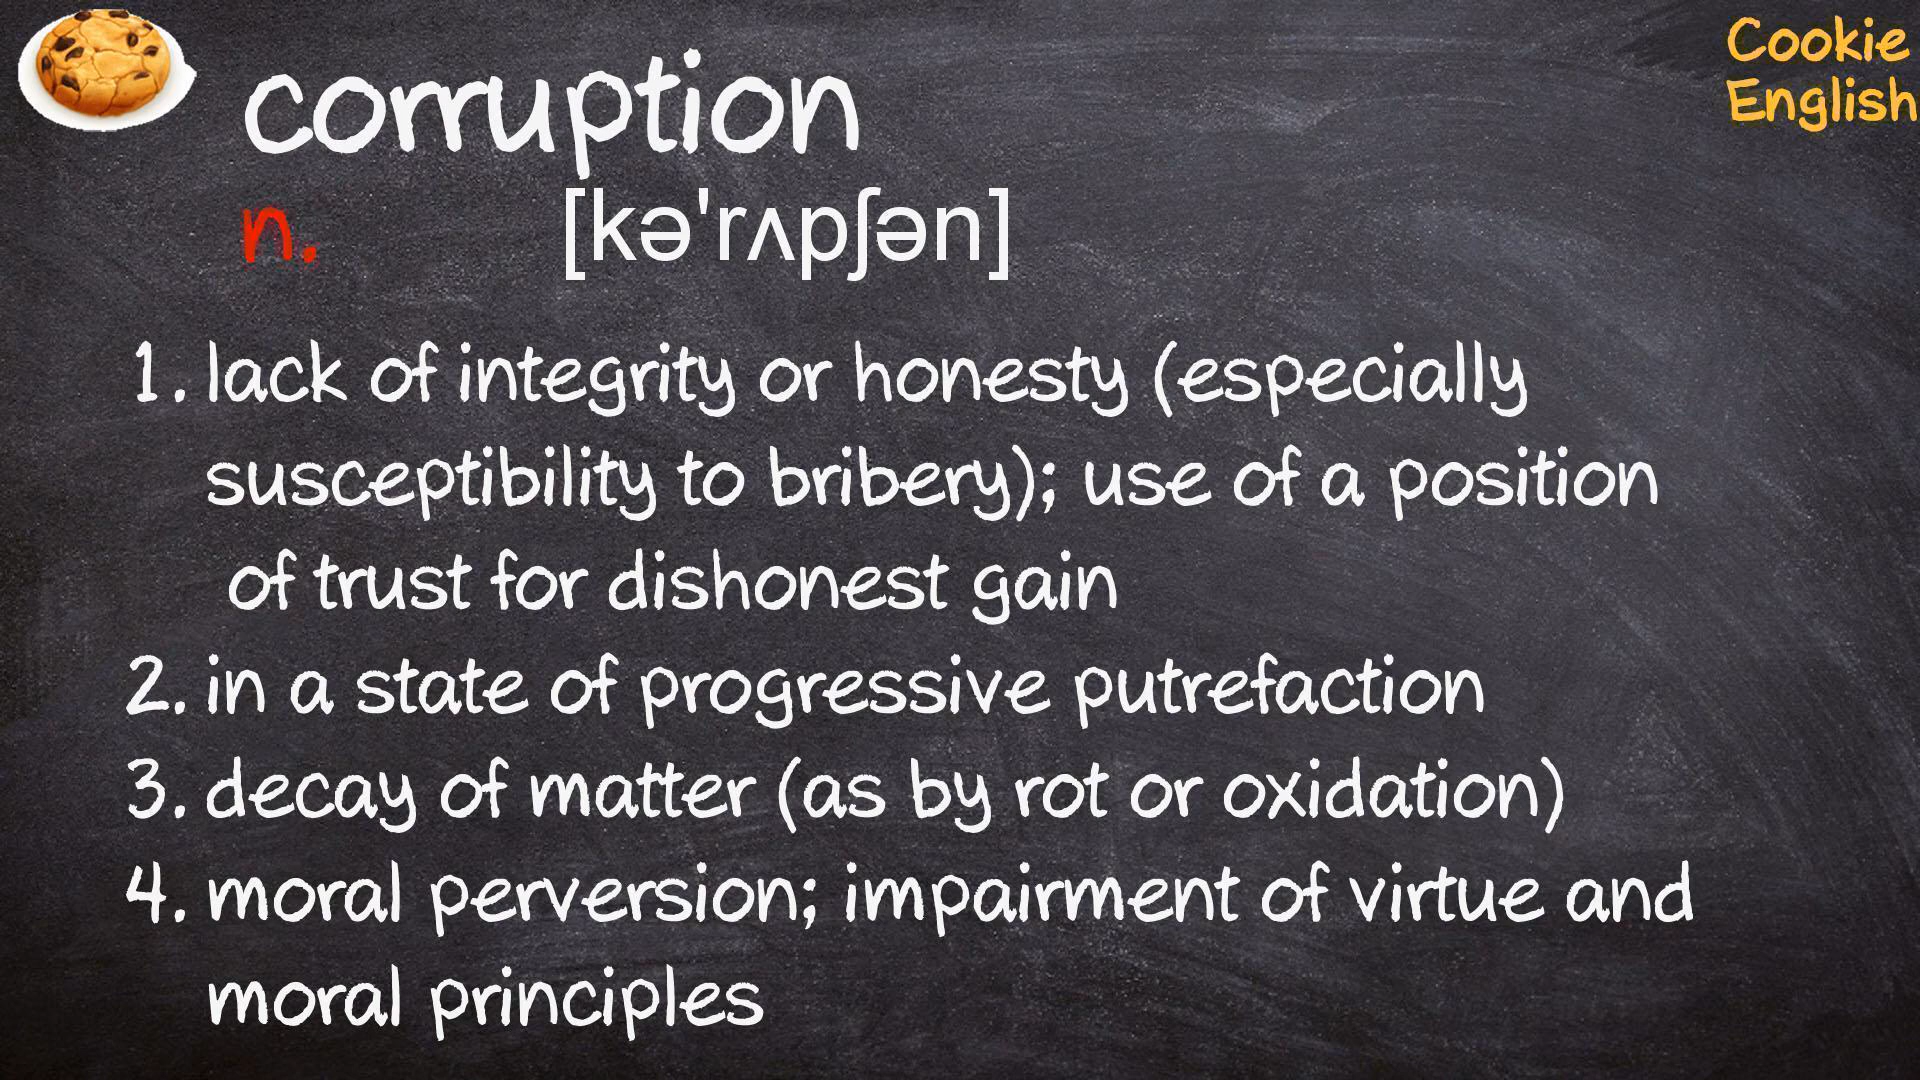 Cookie
English
corruption
n. [kə'rʌpʃən]
1. lack of integrity or honesty (especially
susceptibility to bribery); use of a position
of trust for dishonest gain
2. in a state of progressive putrefaction
3. decay of matter (as by rot or oxidation)
4. moral perversion; impairment of virtue and
moral principles